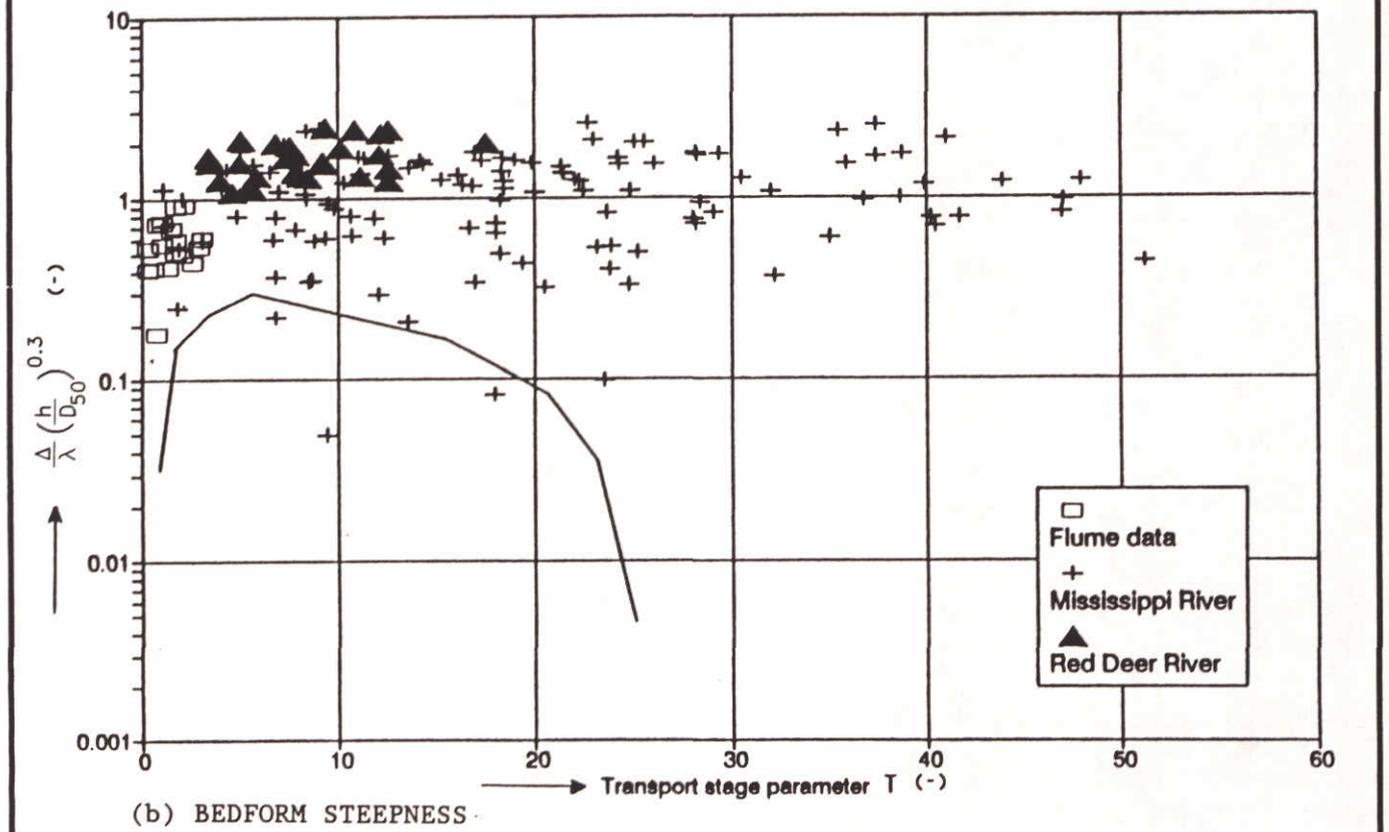 10
1
0.1
0.01
0.001
Δ/λ (h/D50)^0.3 (-)
0 10 20 30 40 50 60
Transport stage parameter T (-)
Flume data
Mississippi River
Red Deer River
(b) BEDFORM STEEPNESS